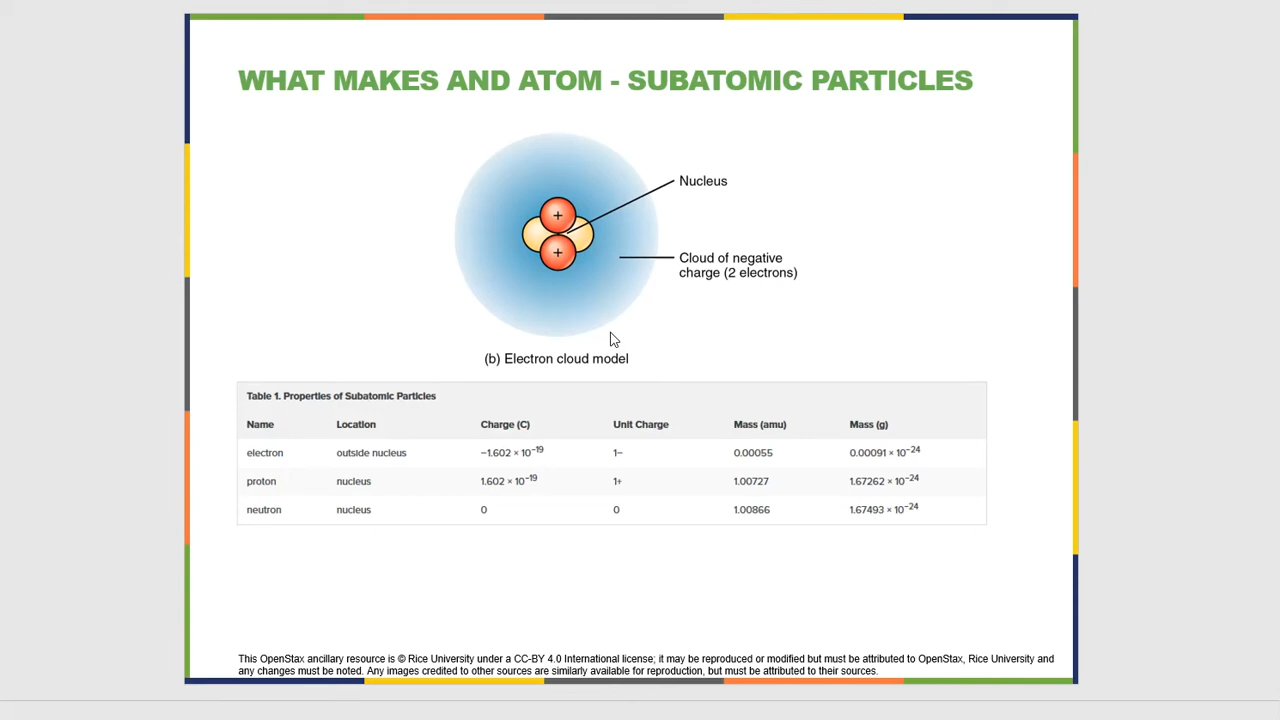 WHAT MAKES AND ATOM - SUBATOMIC PARTICLES
+
Nucleus
+
Cloud of negative
charge (2 electrons)
(b) Electron cloud model
Table 1. Properties of Subatomic Particles
Name Location Charge (C) Unit Charge Mass (amu) Mass (g)
electron outside nucleus −1.602 × 10⁻¹⁹ 1− 0.00055 0.00091 × 10⁻²⁴
proton nucleus 1.602 × 10⁻¹⁹ 1+ 1.00727 1.67262 × 10⁻²⁴
neutron nucleus 0 0 1.00866 1.67493 × 10⁻²⁴
This OpenStax ancillary resource is © Rice University under a CC-BY 4.0 International license; it may be reproduced or modified but must be attributed to OpenStax, Rice University and
any changes must be noted. Any images credited to other sources are similarly available for reproduction, but must be attributed to their sources.